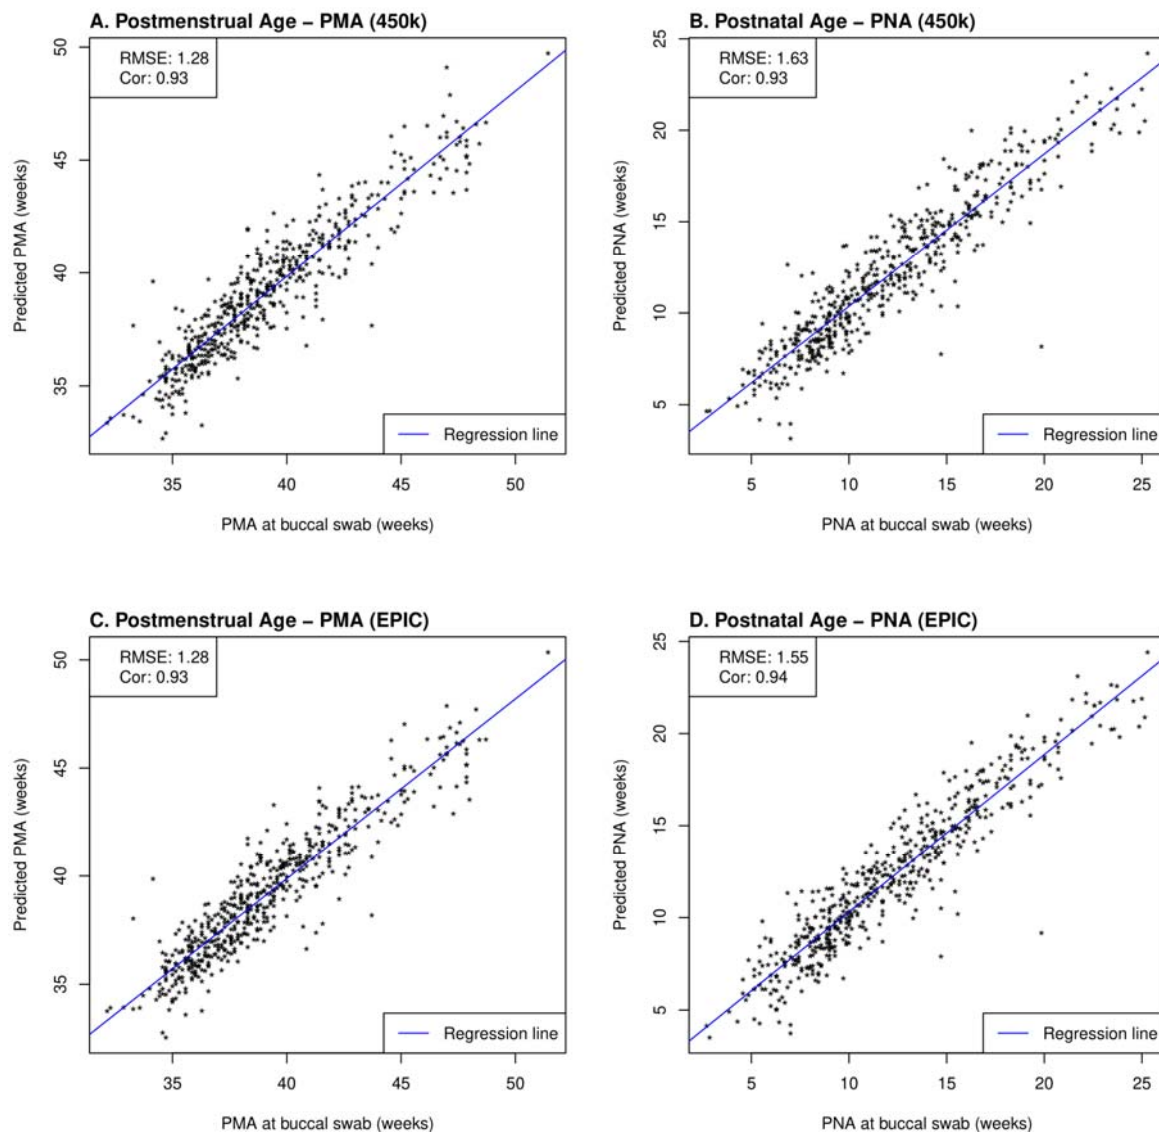 A. Postmenstrual Age – PMA (450k)
RMSE: 1.28
Cor: 0.93
50
45
40
35
Predicted PMA (weeks)
Regression line
35 40 45 50
PMA at buccal swab (weeks)
B. Postnatal Age – PNA (450k)
RMSE: 1.63
Cor: 0.93
25
20
15
10
5
Predicted PNA (weeks)
Regression line
5 10 15 20 25
PNA at buccal swab (weeks)
C. Postmenstrual Age – PMA (EPIC)
RMSE: 1.28
Cor: 0.93
50
45
40
35
Predicted PMA (weeks)
Regression line
35 40 45 50
PMA at buccal swab (weeks)
D. Postnatal Age – PNA (EPIC)
RMSE: 1.55
Cor: 0.94
25
20
15
10
5
Predicted PNA (weeks)
Regression line
5 10 15 20 25
PNA at buccal swab (weeks)